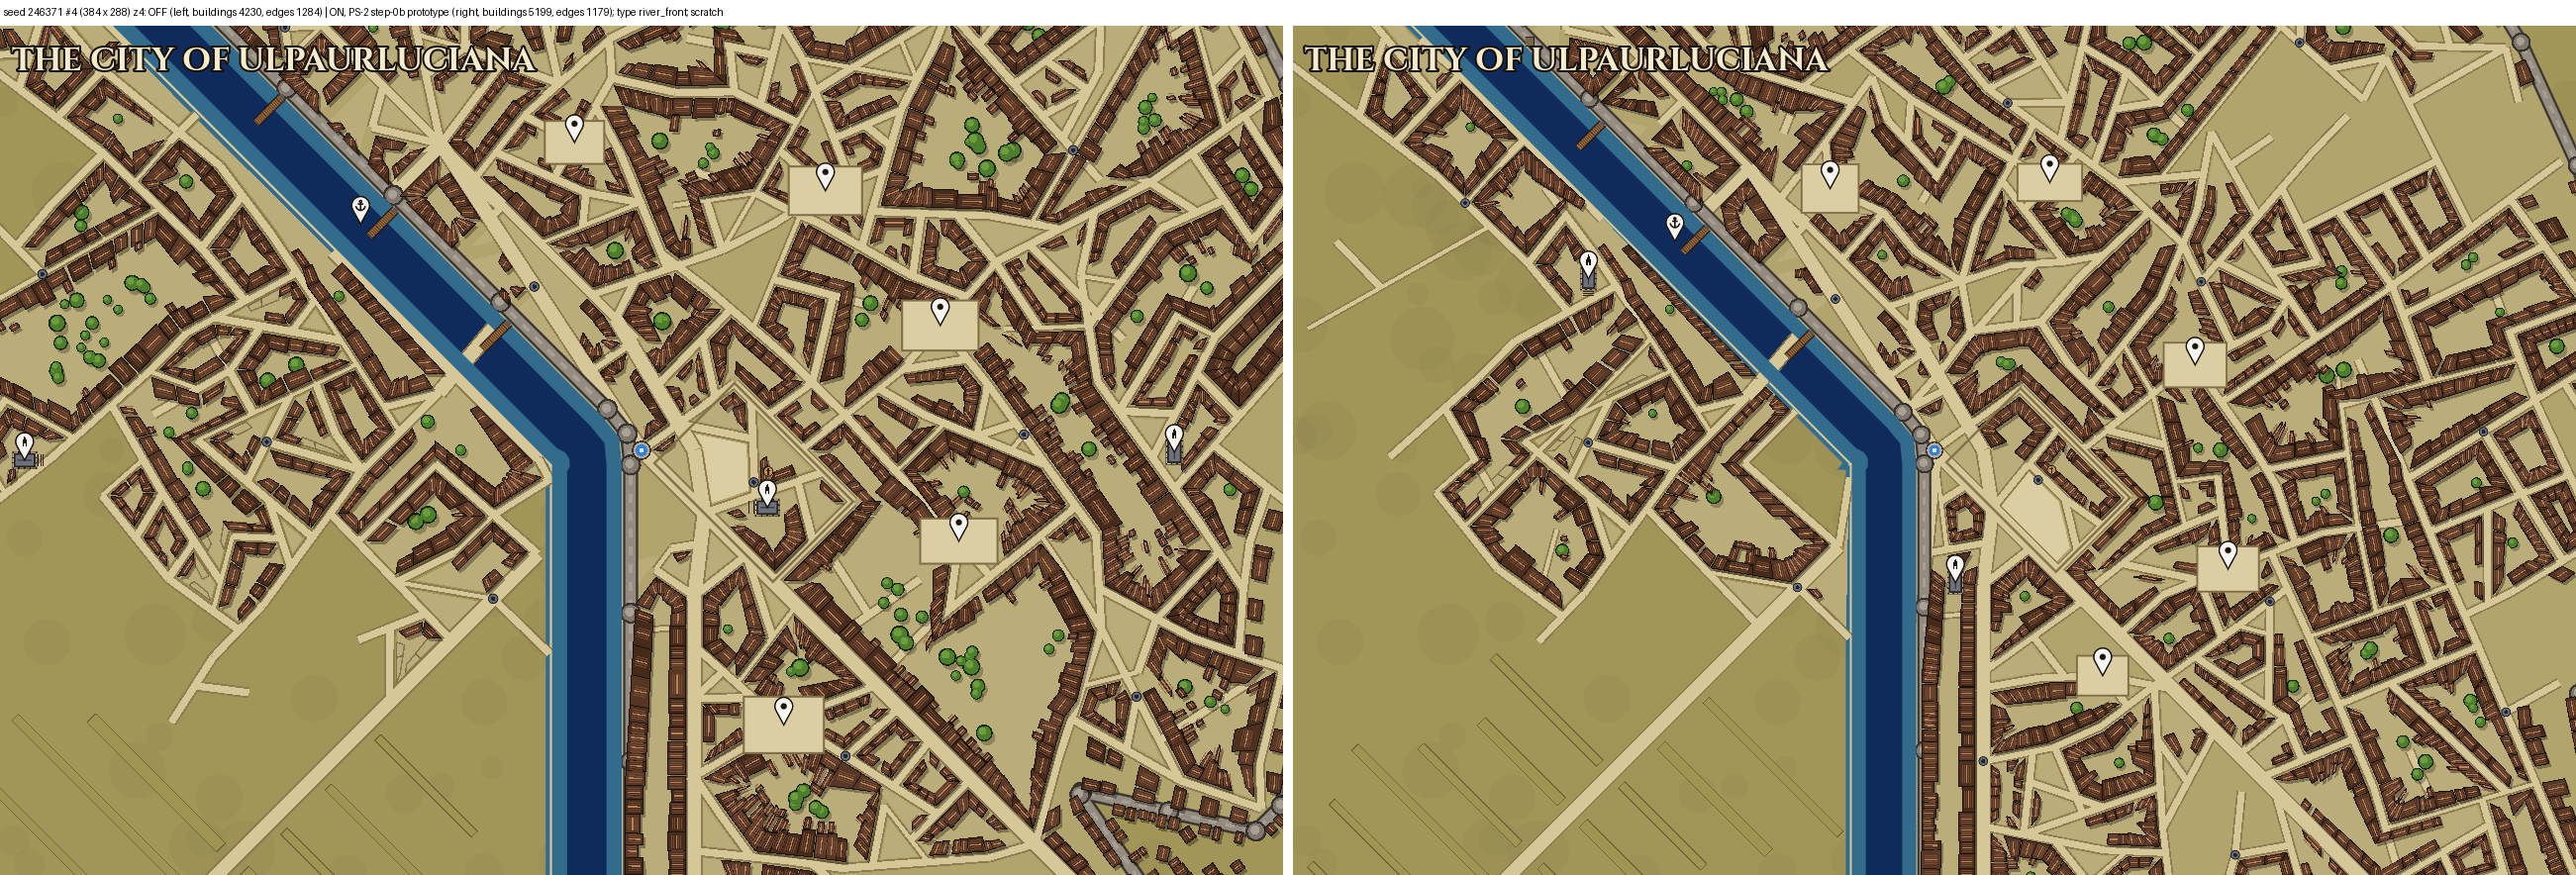 seed 246371 #4 (384 x 288) z4: OFF (left, buildings 4230, edges 1284) | ON, PS-2 step-0b prototype (right, buildings 5199, edges 1179); type river_front; scratch
THE CITY OF ULPAURLUCIANA
THE CITY OF ULPAURLUCIANA